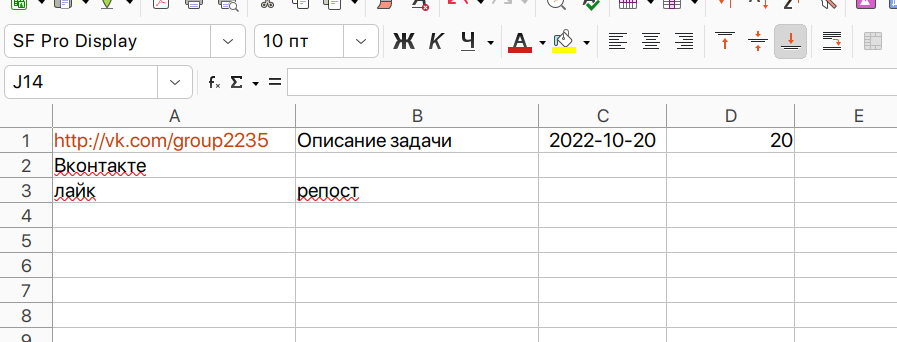 SF Pro Display 10 пт Ж К Ч А
J14 fx Σ =
A B C D E
1 http://vk.com/group2235 Описание задачи 2022-10-20 20
2 Вконтакте
3 лайк репост
4
5
6
7
8
9